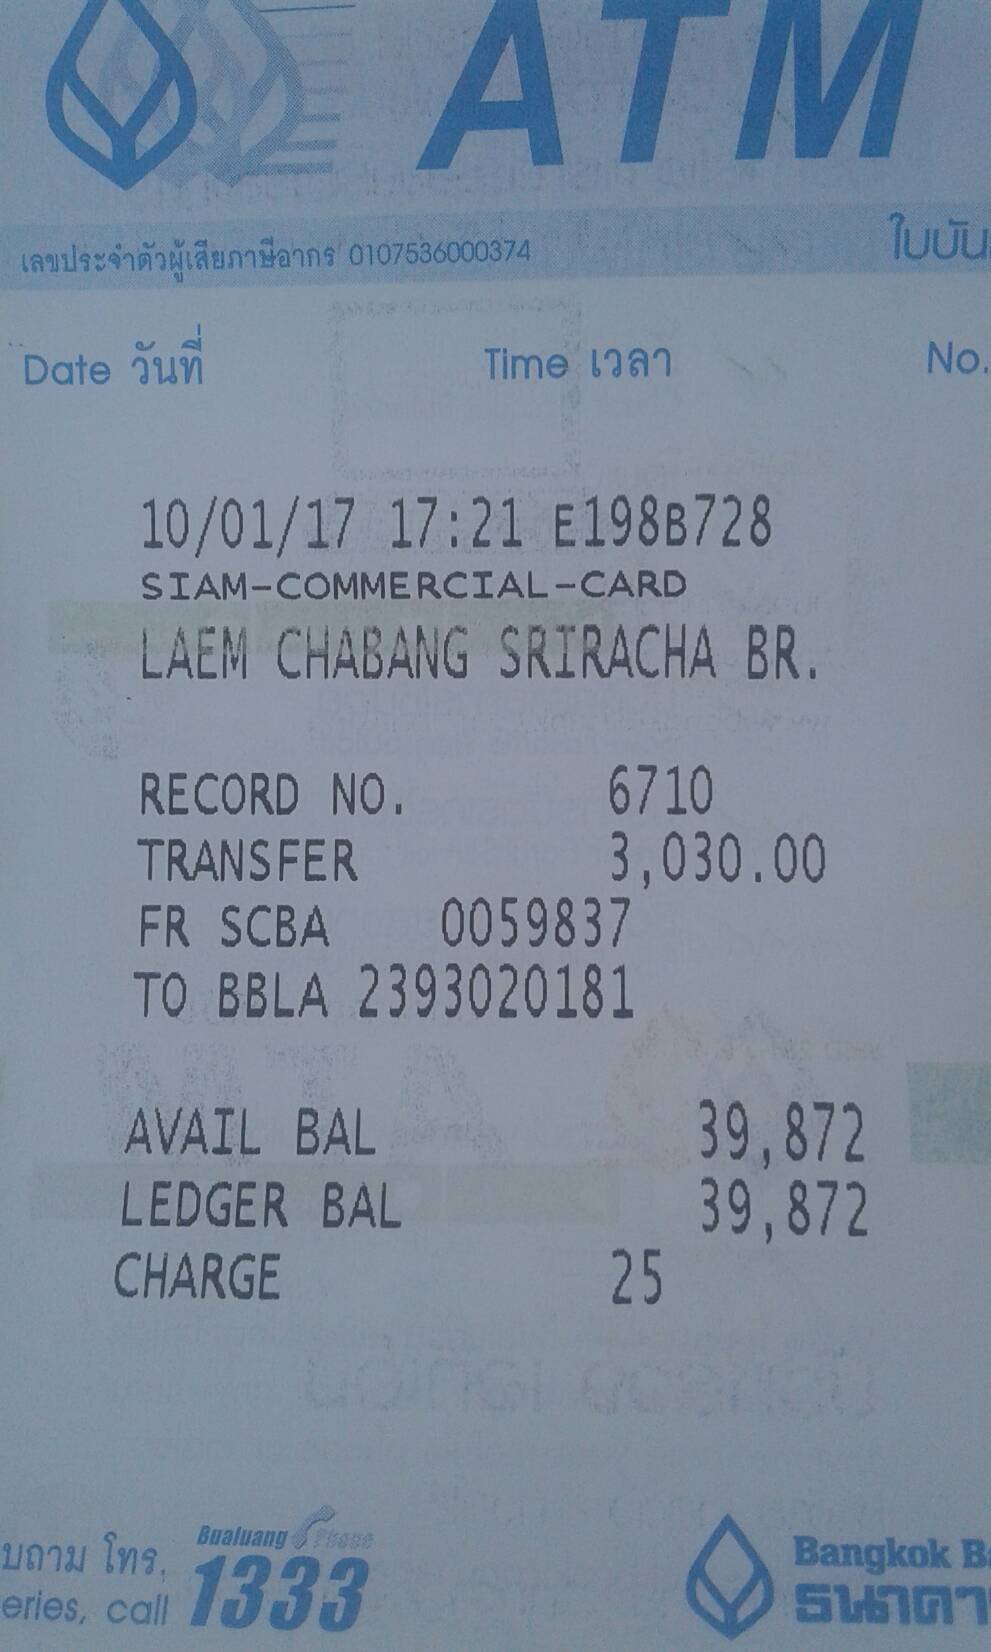 ATM
เลขประจำตัวผู้เสียภาษีอากร 0107536000374
ใบบัน
Date วันที่ Time เวลา No.
10/01/17 17:21 E198B728
SIAM-COMMERCIAL-CARD
LAEM CHABANG SRIRACHA BR.
RECORD NO. 6710
TRANSFER 3,030.00
FR SCBA 0059837
TO BBLA 2393020181
AVAIL BAL 39,872
LEDGER BAL 39,872
CHARGE 25
Bualuang Phone
บถาม โทร.
eries, call 1333
Bangkok Ba
ธนาคา